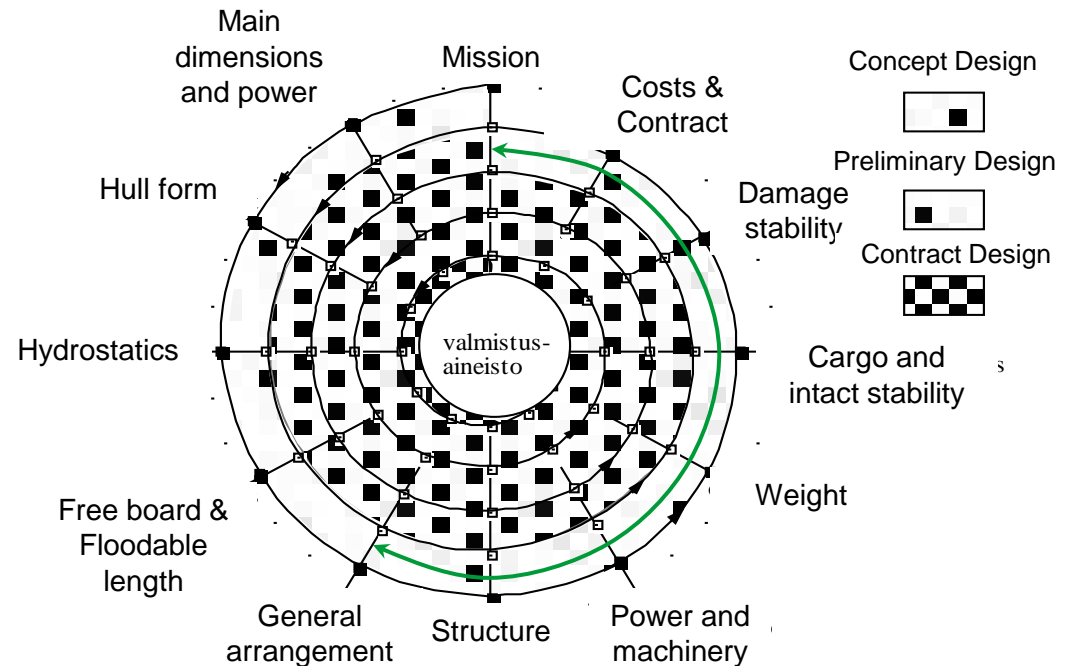 Main
dimensions
and power
Mission
Costs &
Contract
Concept Design
Preliminary Design
Contract Design
Hull form
Damage
stability
Hydrostatics
valmistus-
aineisto
Cargo and
intact stability
s
Weight
Free board &
Floodable
length
General
arrangement
Structure
Power and
machinery